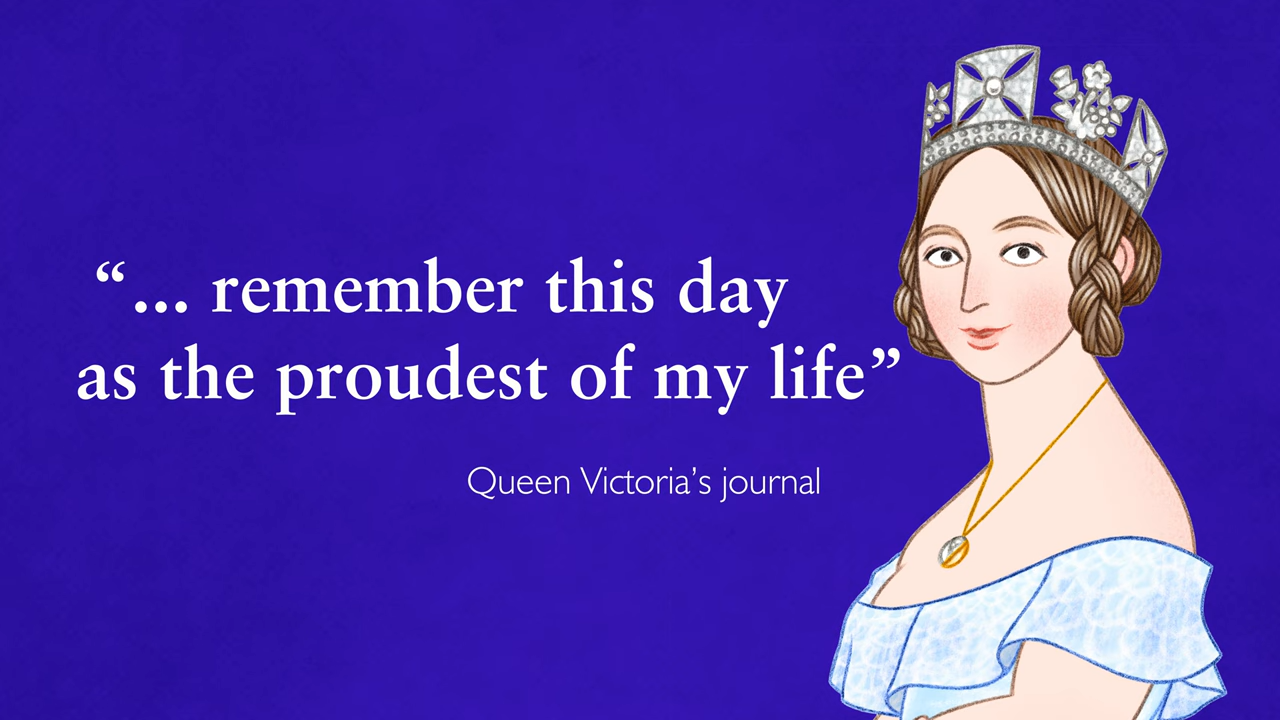 “... remember this day
as the proudest of my life”
Queen Victoria’s journal